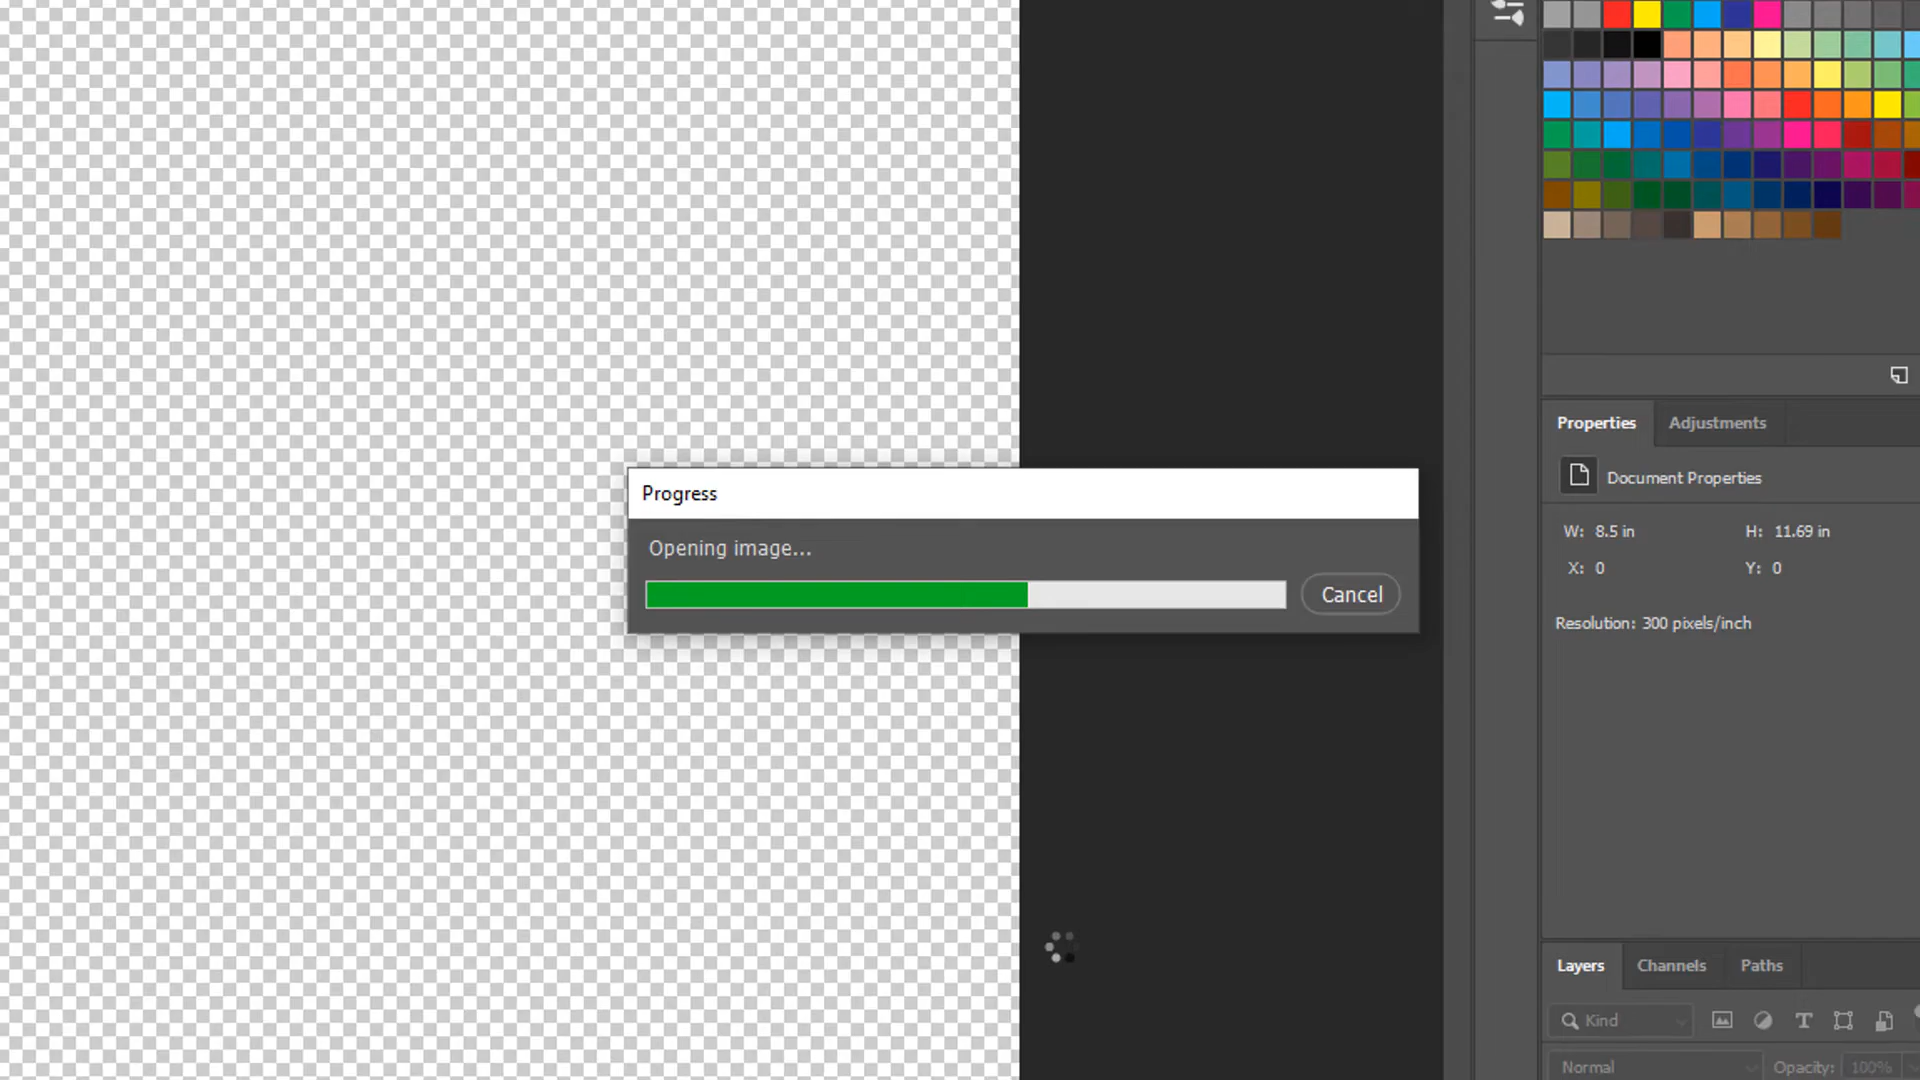 Properties
Adjustments
Document Properties
Progress
W: 8.5 in
H: 11.69 in
Opening image...
X: 0
Y: 0
Cancel
Resolution: 300 pixels/inch
Layers
Channels
Paths
Kind
Normal
Opacity: 100%